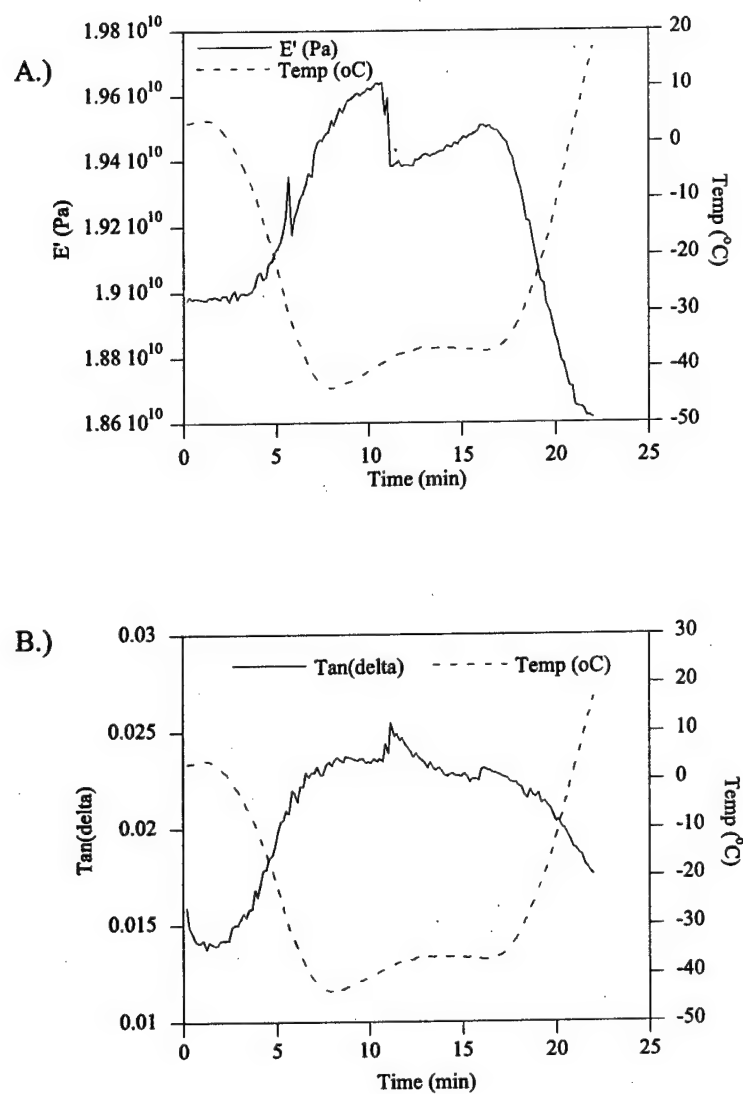 A.)
E' (Pa)
Temp (oC)
1.98 10^10
1.96 10^10
1.94 10^10
1.92 10^10
1.9 10^10
1.88 10^10
1.86 10^10
E' (Pa)
20
10
0
-10
-20
-30
-40
-50
Temp (°C)
0 5 10 15 20 25
Time (min)
B.)
Tan(delta) Temp (oC)
0.03
0.025
0.02
0.015
0.01
Tan(delta)
30
20
10
0
-10
-20
-30
-40
-50
Temp (°C)
0 5 10 15 20 25
Time (min)